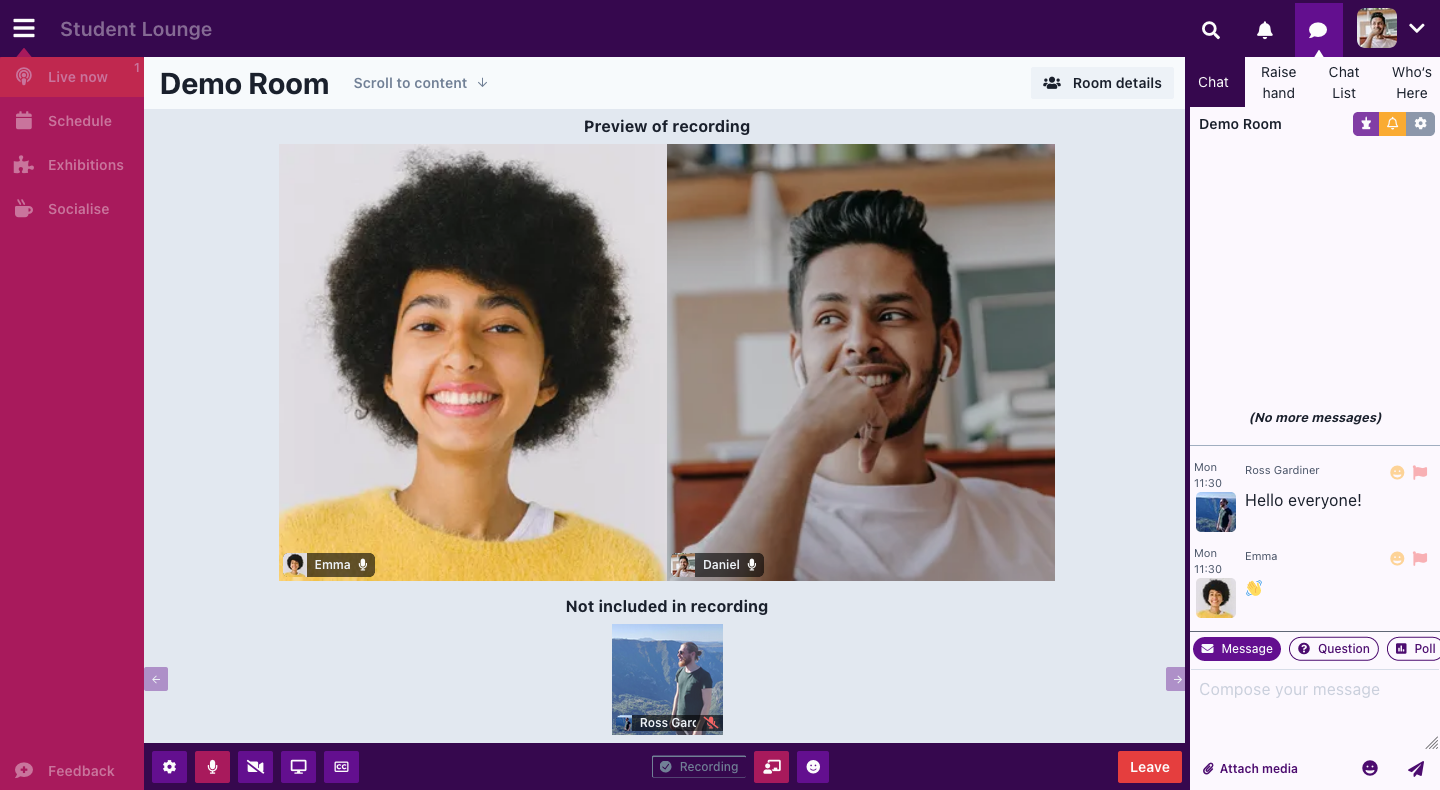 Student Lounge
Live now
1
Schedule
Exhibitions
Socialise
Feedback
Demo Room
Scroll to content
Room details
Preview of recording
Emma
Daniel
Not included in recording
Ross Gard
CC
Recording
Leave
Chat
Raise
hand
Chat
List
Who's
Here
Demo Room
(No more messages)
Mon
11:30
Ross Gardiner
Hello everyone!
Mon
11:30
Emma
Message
Question
Poll
Compose your message
Attach media